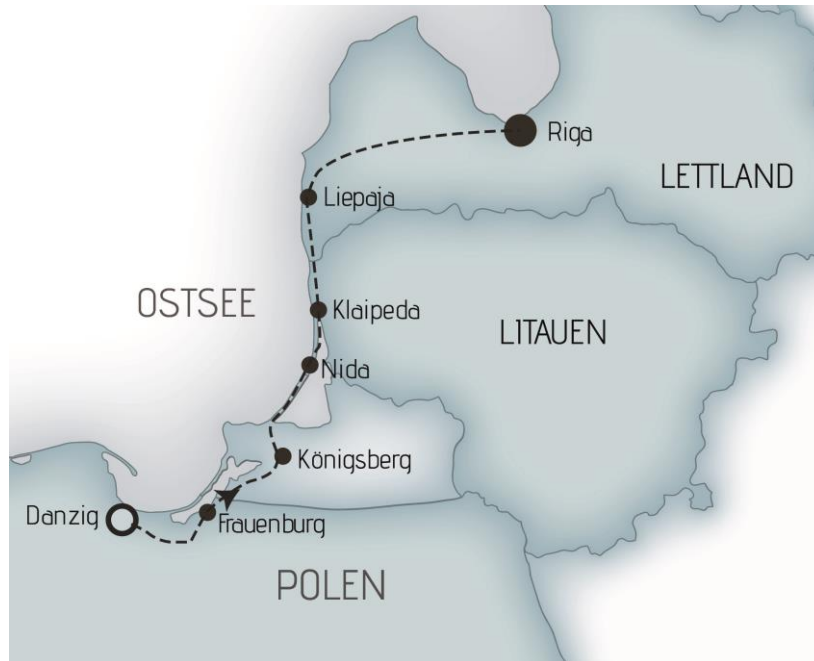 Riga
LETTLAND
Liepaja
OSTSEE
Klaipeda
LITAUEN
Nida
Königsberg
Danzig
Frauenburg
POLEN